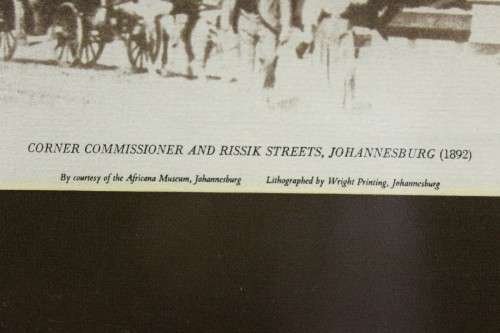 CORNER COMMISSIONER AND RISSIK STREETS, JOHANNESBURG (1892)
By courtesy of the Africana Museum, Johannesburg Lithographed by Wright Printing, Johannesburg